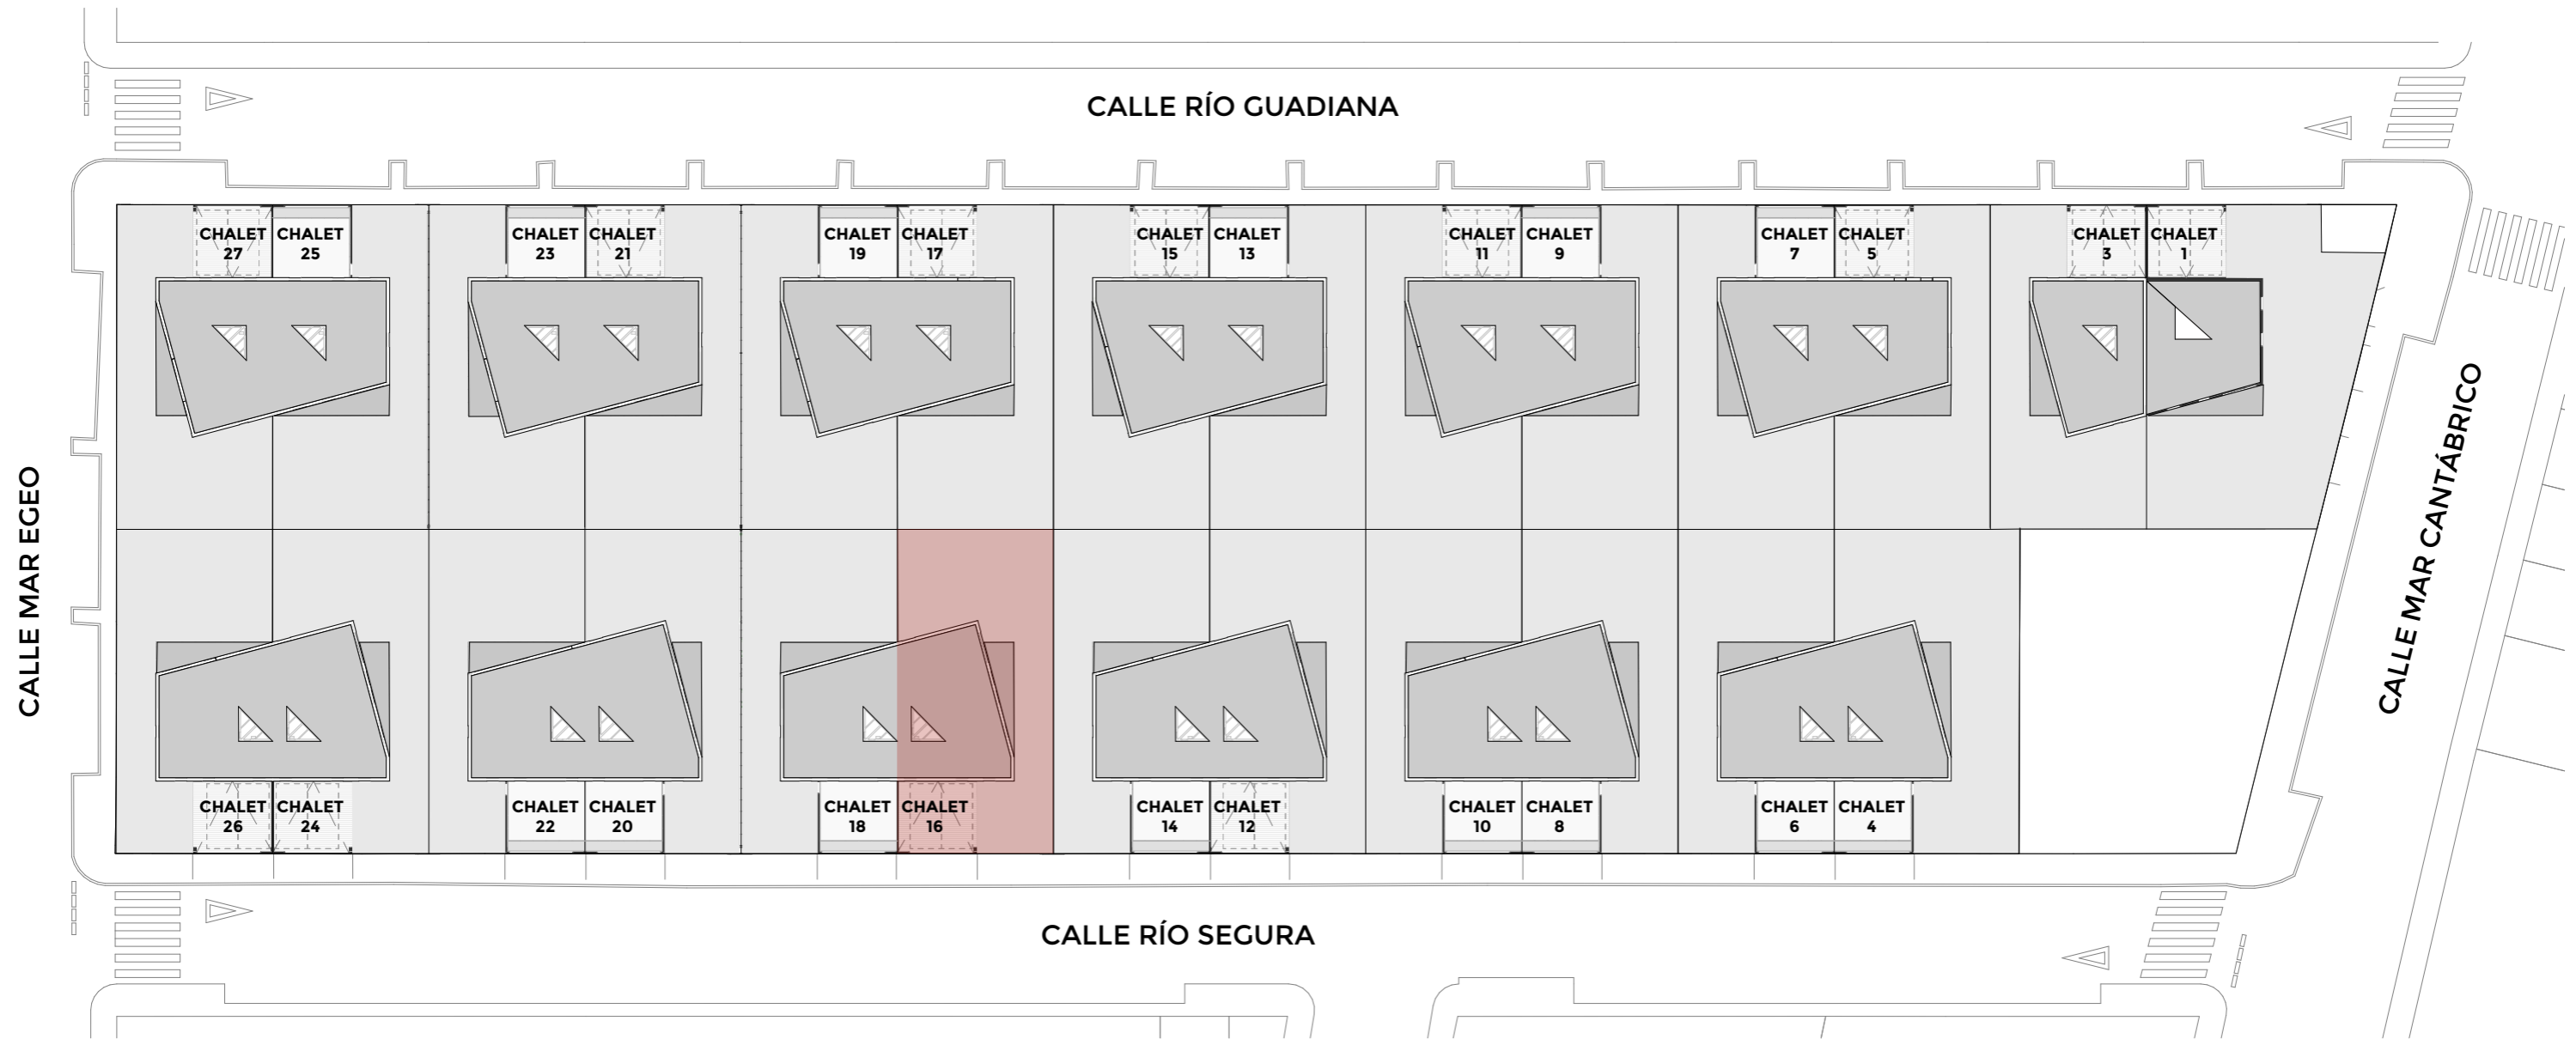 CALLE RÍO GUADIANA
CHALET
27
CHALET
25
CHALET
23
CHALET
21
CHALET
19
CHALET
17
CHALET
15
CHALET
13
CHALET
11
CHALET
9
CHALET
7
CHALET
5
CHALET
3
CHALET
1
CALLE MAR EGEO
CALLE MAR CANTÁBRICO
CHALET
26
CHALET
24
CHALET
22
CHALET
20
CHALET
18
CHALET
16
CHALET
14
CHALET
12
CHALET
10
CHALET
8
CHALET
6
CHALET
4
CALLE RÍO SEGURA